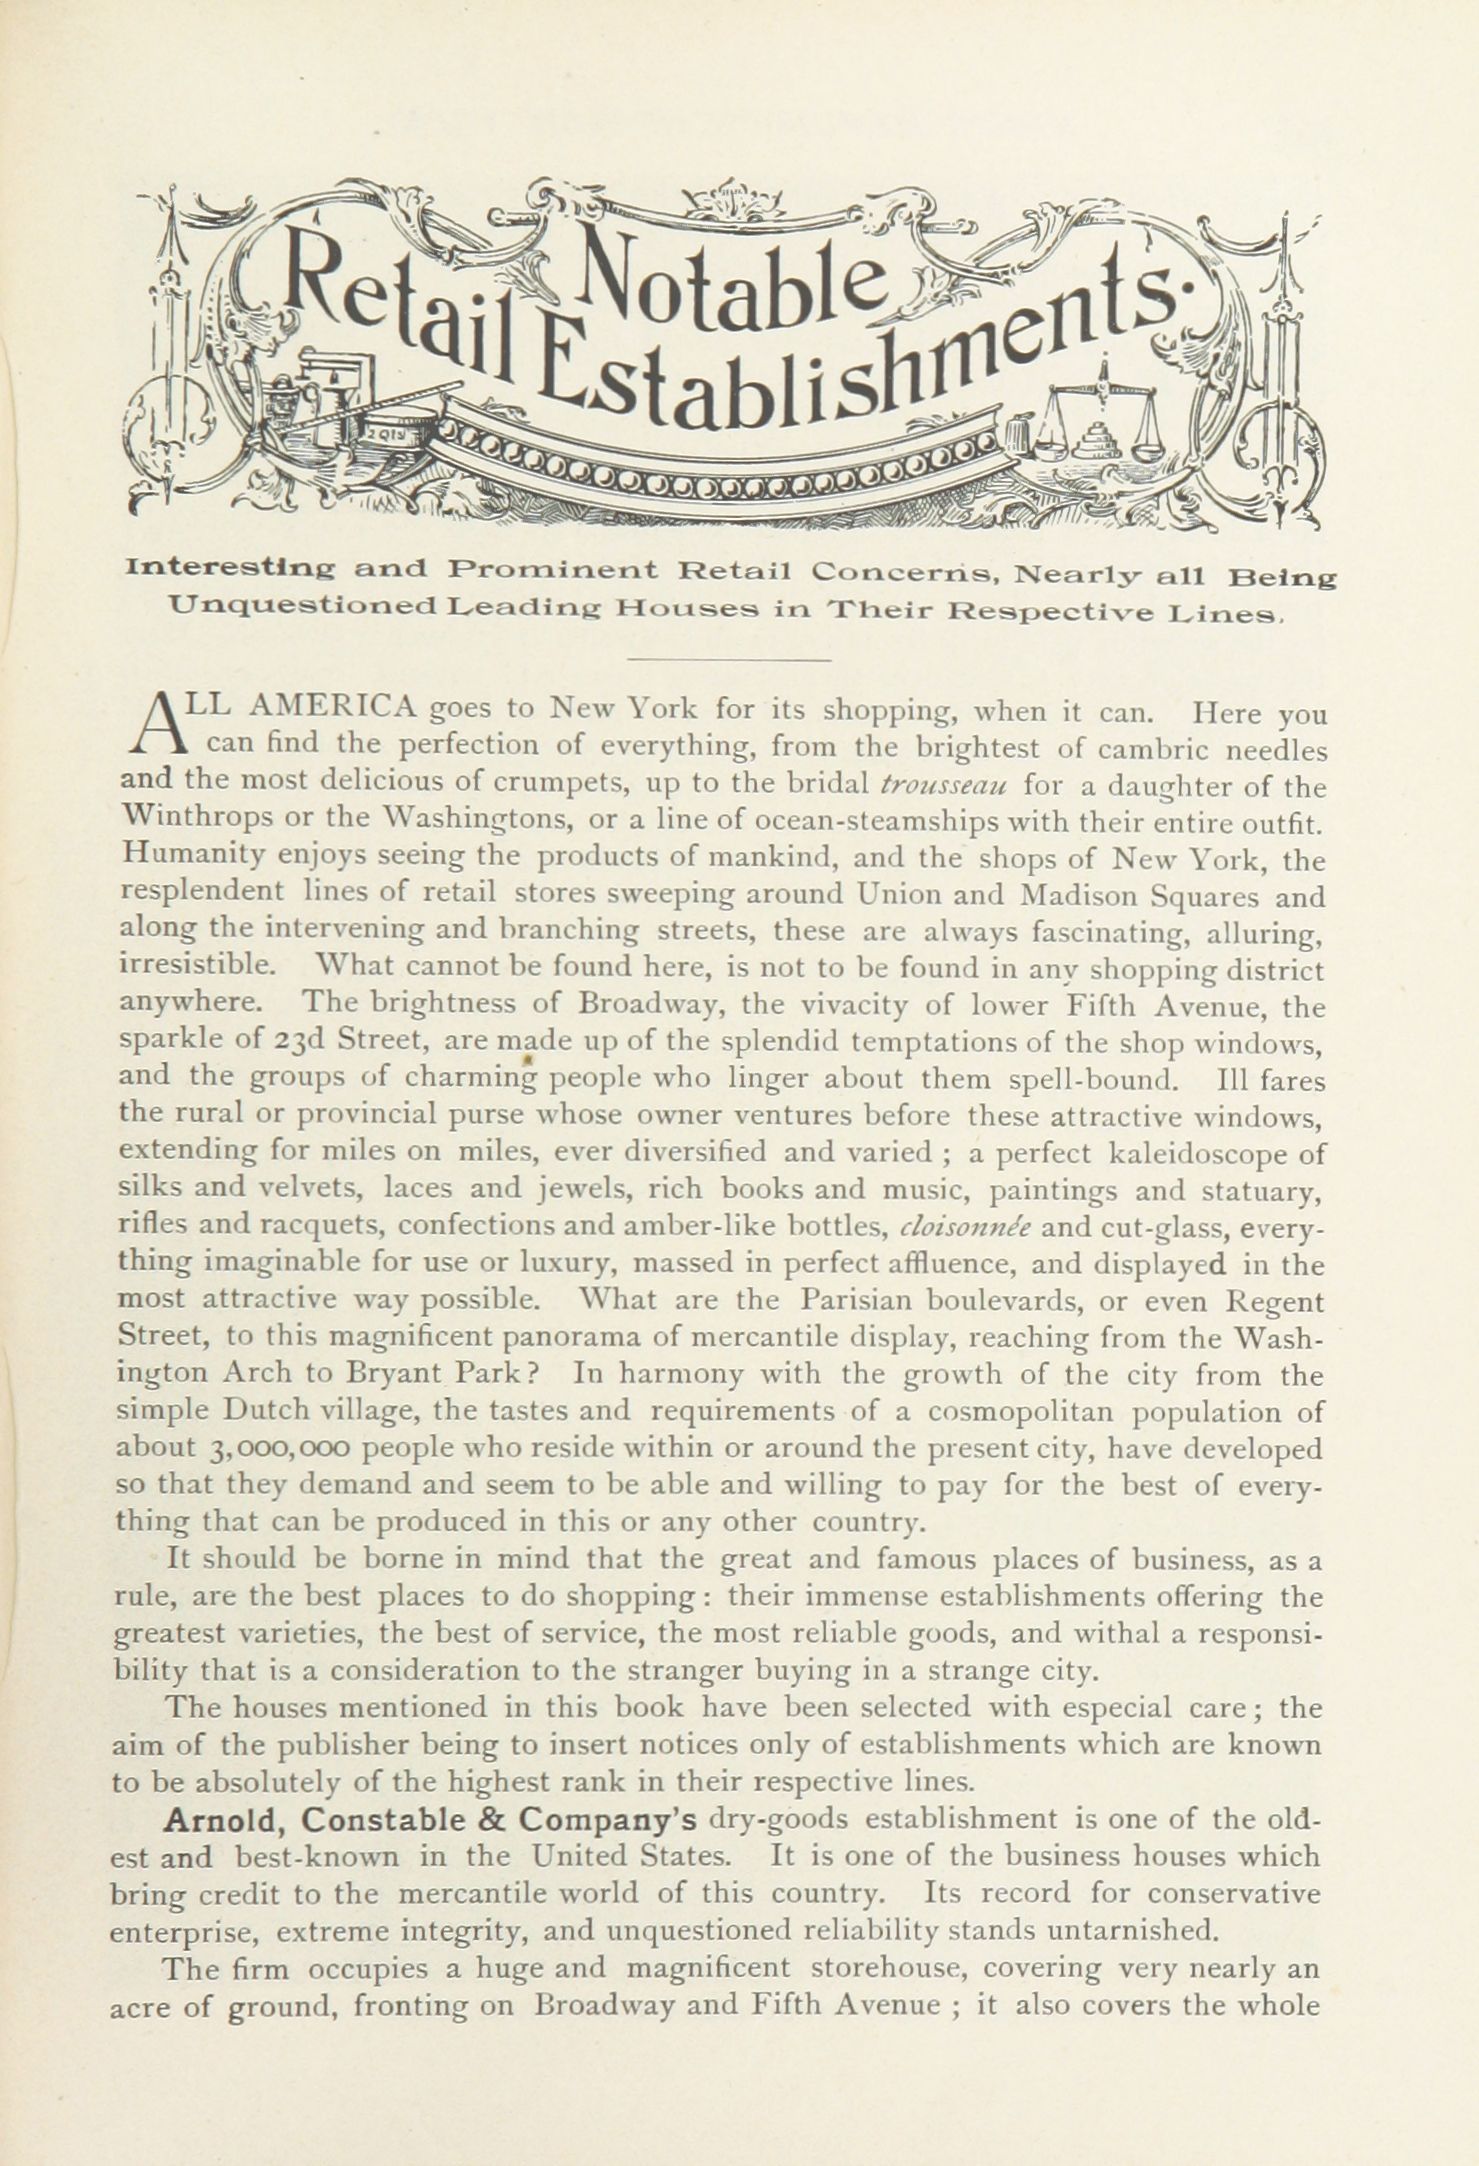 Notable
Retail Establishments.
2 QTS
Interesting and Prominent Retail Concerns, Nearly all Being
Unquestioned Leading Houses in Their Respective Lines.
ALL AMERICA goes to New York for its shopping, when it can. Here you
can find the perfection of everything, from the brightest of cambric needles
and the most delicious of crumpets, up to the bridal trousseau for a daughter of the
Winthrops or the Washingtons, or a line of ocean-steamships with their entire outfit.
Humanity enjoys seeing the products of mankind, and the shops of New York, the
resplendent lines of retail stores sweeping around Union and Madison Squares and
along the intervening and branching streets, these are always fascinating, alluring,
irresistible. What cannot be found here, is not to be found in any shopping district
anywhere. The brightness of Broadway, the vivacity of lower Fifth Avenue, the
sparkle of 23d Street, are made up of the splendid temptations of the shop windows,
and the groups of charming people who linger about them spell-bound. Ill fares
the rural or provincial purse whose owner ventures before these attractive windows,
extending for miles on miles, ever diversified and varied ; a perfect kaleidoscope of
silks and velvets, laces and jewels, rich books and music, paintings and statuary,
rifles and racquets, confections and amber-like bottles, cloisonnée and cut-glass, every-
thing imaginable for use or luxury, massed in perfect affluence, and displayed in the
most attractive way possible. What are the Parisian boulevards, or even Regent
Street, to this magnificent panorama of mercantile display, reaching from the Wash-
ington Arch to Bryant Park? In harmony with the growth of the city from the
simple Dutch village, the tastes and requirements of a cosmopolitan population of
about 3,000,000 people who reside within or around the present city, have developed
so that they demand and seem to be able and willing to pay for the best of every-
thing that can be produced in this or any other country.
It should be borne in mind that the great and famous places of business, as a
rule, are the best places to do shopping : their immense establishments offering the
greatest varieties, the best of service, the most reliable goods, and withal a responsi-
bility that is a consideration to the stranger buying in a strange city.
The houses mentioned in this book have been selected with especial care ; the
aim of the publisher being to insert notices only of establishments which are known
to be absolutely of the highest rank in their respective lines.
Arnold, Constable & Company's dry-goods establishment is one of the old-
est and best-known in the United States. It is one of the business houses which
bring credit to the mercantile world of this country. Its record for conservative
enterprise, extreme integrity, and unquestioned reliability stands untarnished.
The firm occupies a huge and magnificent storehouse, covering very nearly an
acre of ground, fronting on Broadway and Fifth Avenue ; it also covers the whole